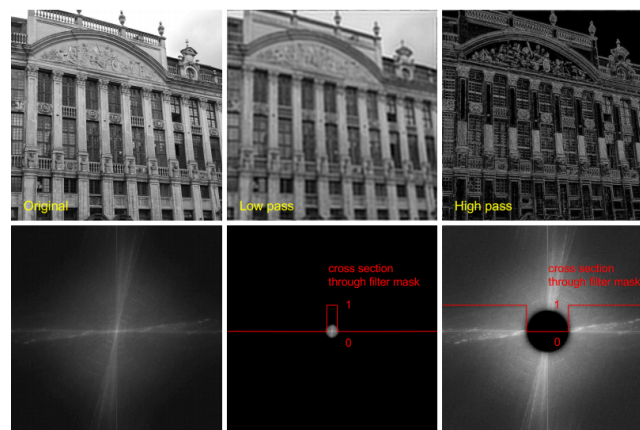 Original
Low pass
High pass
cross section
through filter mask
1
0
cross section
through filter mask
1
0